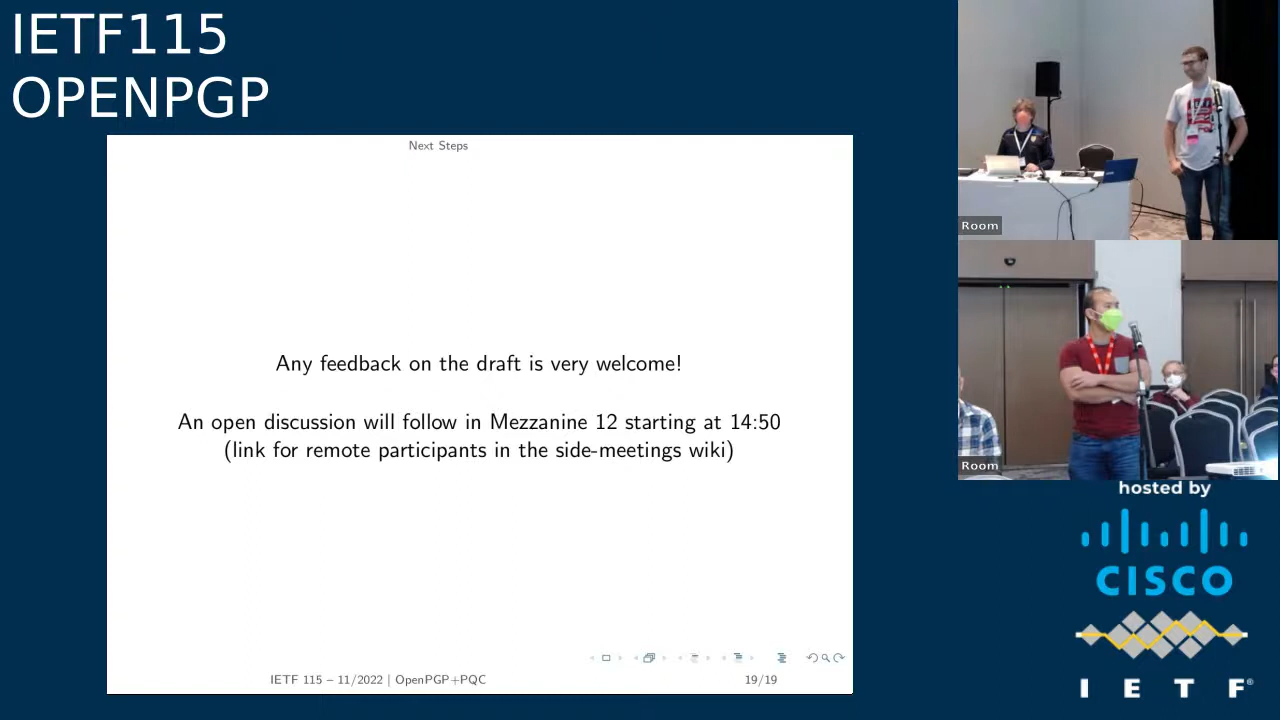 IETF115
OPENPGP
Next Steps
Any feedback on the draft is very welcome!
An open discussion will follow in Mezzanine 12 starting at 14:50
(link for remote participants in the side-meetings wiki)
IETF 115 – 11/2022 | OpenPGP+PQC
19/19
Room
Room
hosted by
CISCO
I E T F®